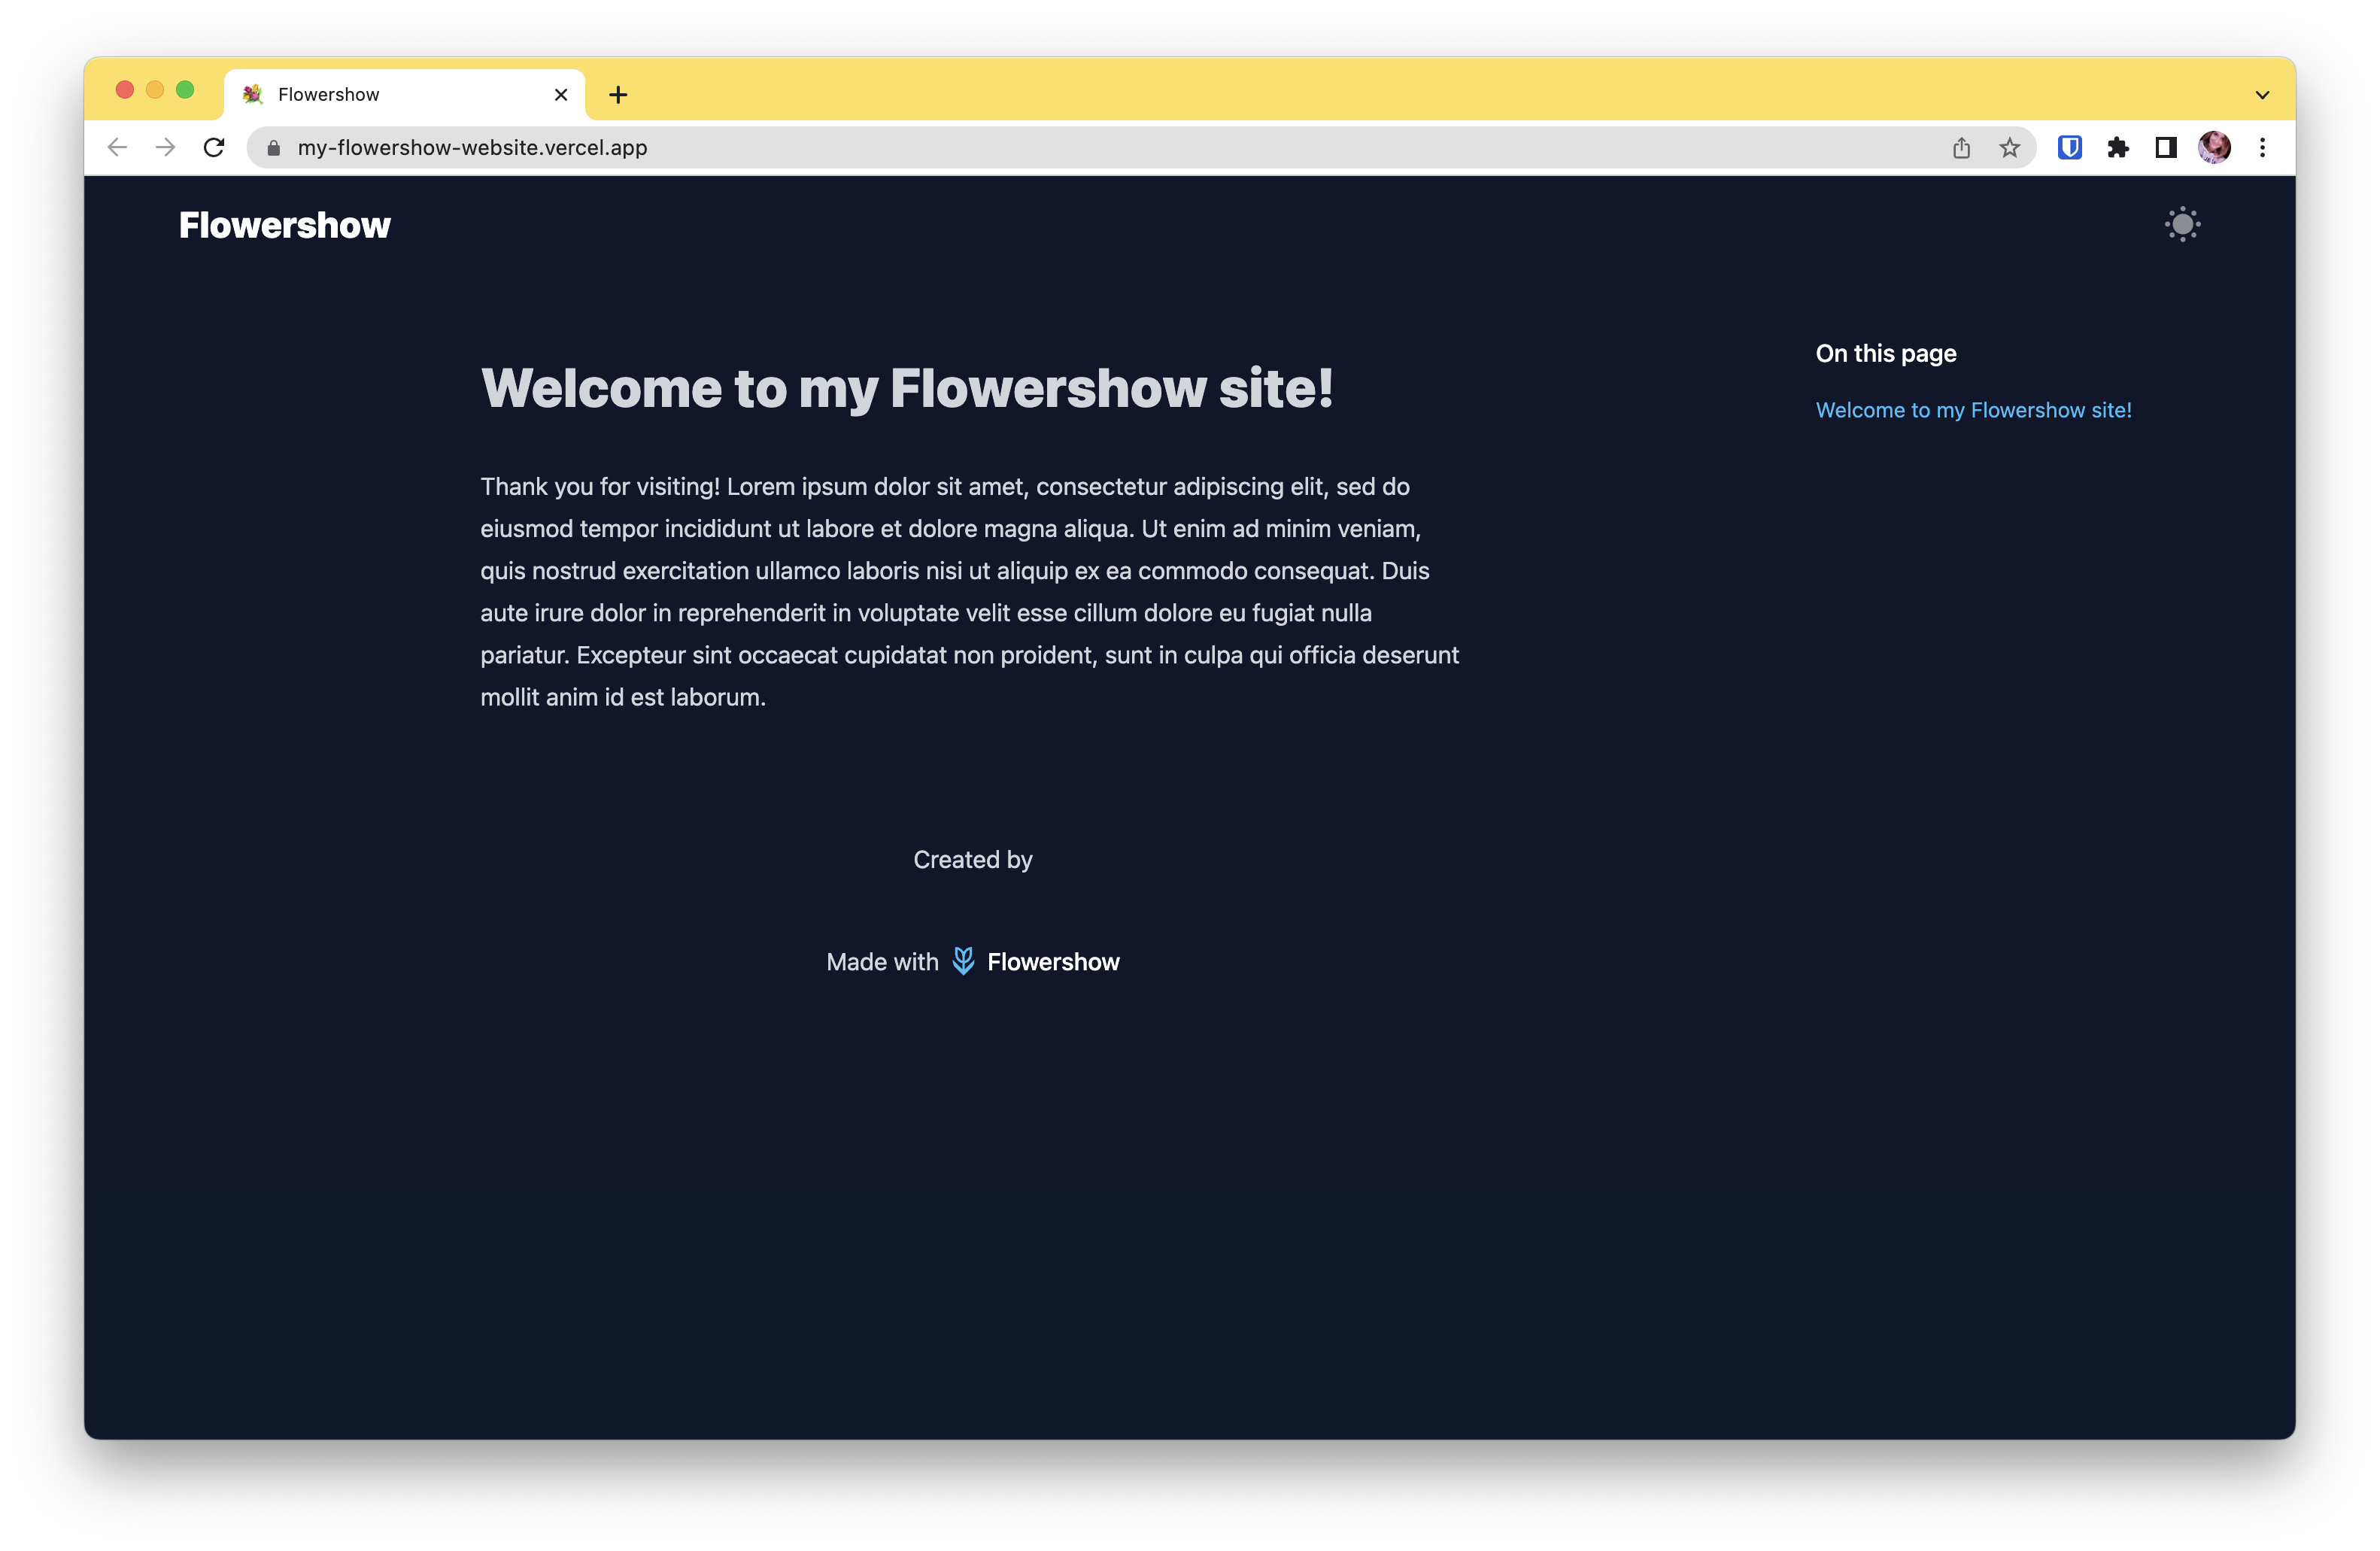 Flowershow
my-flowershow-website.vercel.app
Flowershow
Welcome to my Flowershow site!
Thank you for visiting! Lorem ipsum dolor sit amet, consectetur adipiscing elit, sed do
eiusmod tempor incididunt ut labore et dolore magna aliqua. Ut enim ad minim veniam,
quis nostrud exercitation ullamco laboris nisi ut aliquip ex ea commodo consequat. Duis
aute irure dolor in reprehenderit in voluptate velit esse cillum dolore eu fugiat nulla
pariatur. Excepteur sint occaecat cupidatat non proident, sunt in culpa qui officia deserunt
mollit anim id est laborum.
On this page
Welcome to my Flowershow site!
Created by
Made with Flowershow